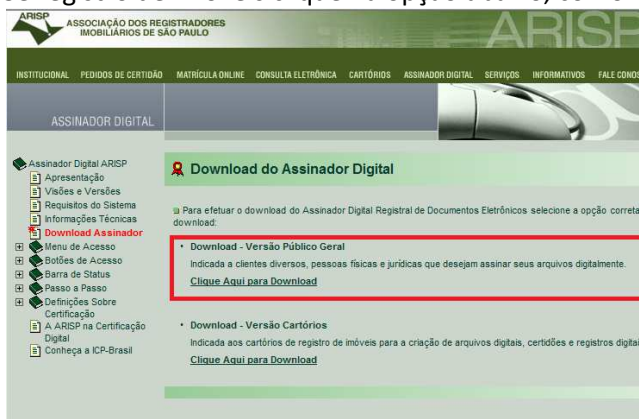 ARISP
ASSOCIAÇÃO DOS REGISTRADORES
IMOBILIÁRIOS DE SÃO PAULO
ARISP
INSTITUCIONAL PEDIDOS DE CERTIDÃO MATRÍCULA ONLINE CONSULTA ELETRÔNICA CARTÓRIOS ASSINADOR DIGITAL SERVIÇOS INFORMATIVOS FALE CONOS
ASSINADOR DIGITAL
Assinador Digital ARISP
Apresentação
Visões e Versões
Requisitos do Sistema
Informações Técnicas
Download Assinador
Menu de Acesso
Botões de Acesso
Barra de Status
Passo a Passo
Definições Sobre
Certificação
A ARISP na Certificação
Digital
Conheça a ICP-Brasil
Download do Assinador Digital
Para efetuar o download do Assinador Digital Registral de Documentos Eletrônicos selecione a opção correta
download:
• Download - Versão Público Geral
Indicada a clientes diversos, pessoas físicas e jurídicas que desejam assinar seus arquivos digitalmente.
Clique Aqui para Download
• Download - Versão Cartórios
Indicada aos cartórios de registro de imóveis para a criação de arquivos digitais, certidões e registros digitai
Clique Aqui para Download